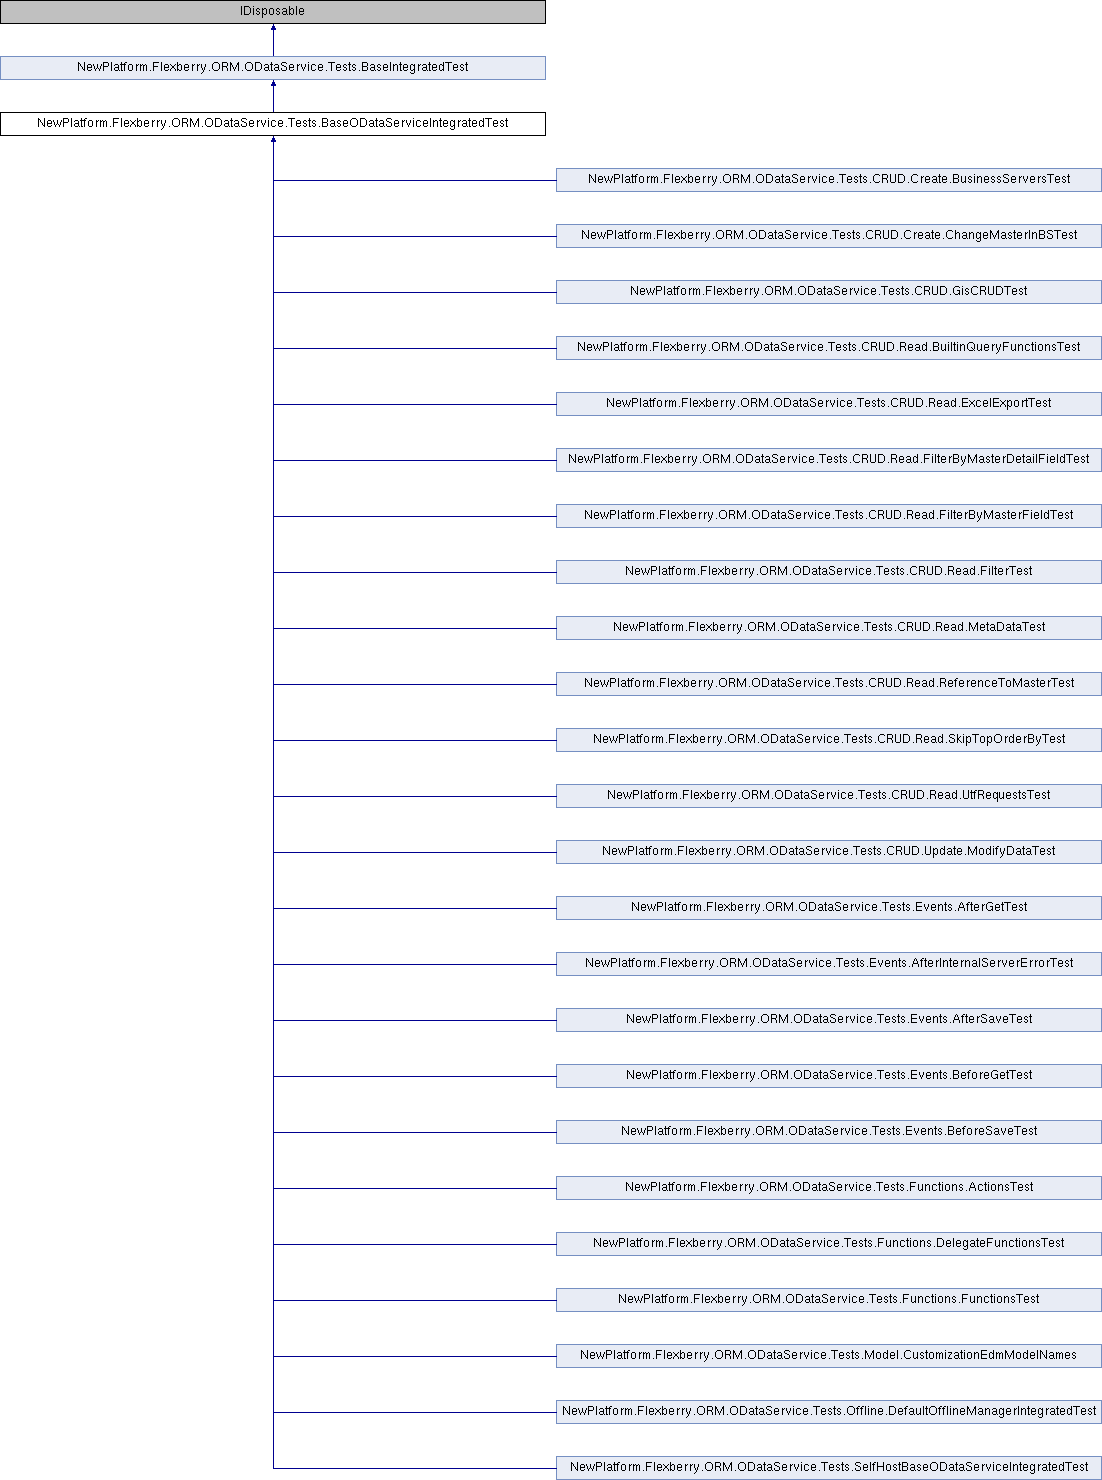 IDisposable
NewPlatform.Flexberry.ORM.ODataService.Tests.BaseIntegratedTest
NewPlatform.Flexberry.ORM.ODataService.Tests.BaseODataServiceIntegratedTest
NewPlatform.Flexberry.ORM.ODataService.Tests.CRUD.Create.BusinessServersTest
NewPlatform.Flexberry.ORM.ODataService.Tests.CRUD.Create.ChangeMasterInBSTest
NewPlatform.Flexberry.ORM.ODataService.Tests.CRUD.GisCRUDTest
NewPlatform.Flexberry.ORM.ODataService.Tests.CRUD.Read.BuiltinQueryFunctionsTest
NewPlatform.Flexberry.ORM.ODataService.Tests.CRUD.Read.ExcelExportTest
NewPlatform.Flexberry.ORM.ODataService.Tests.CRUD.Read.FilterByMasterDetailFieldTest
NewPlatform.Flexberry.ORM.ODataService.Tests.CRUD.Read.FilterByMasterFieldTest
NewPlatform.Flexberry.ORM.ODataService.Tests.CRUD.Read.FilterTest
NewPlatform.Flexberry.ORM.ODataService.Tests.CRUD.Read.MetaDataTest
NewPlatform.Flexberry.ORM.ODataService.Tests.CRUD.Read.ReferenceToMasterTest
NewPlatform.Flexberry.ORM.ODataService.Tests.CRUD.Read.SkipTopOrderByTest
NewPlatform.Flexberry.ORM.ODataService.Tests.CRUD.Read.UtfRequestsTest
NewPlatform.Flexberry.ORM.ODataService.Tests.CRUD.Update.ModifyDataTest
NewPlatform.Flexberry.ORM.ODataService.Tests.Events.AfterGetTest
NewPlatform.Flexberry.ORM.ODataService.Tests.Events.AfterInternalServerErrorTest
NewPlatform.Flexberry.ORM.ODataService.Tests.Events.AfterSaveTest
NewPlatform.Flexberry.ORM.ODataService.Tests.Events.BeforeGetTest
NewPlatform.Flexberry.ORM.ODataService.Tests.Events.BeforeSaveTest
NewPlatform.Flexberry.ORM.ODataService.Tests.Functions.ActionsTest
NewPlatform.Flexberry.ORM.ODataService.Tests.Functions.DelegateFunctionsTest
NewPlatform.Flexberry.ORM.ODataService.Tests.Functions.FunctionsTest
NewPlatform.Flexberry.ORM.ODataService.Tests.Model.CustomizationEdmModelNames
NewPlatform.Flexberry.ORM.ODataService.Tests.Offline.DefaultOfflineManagerIntegratedTest
NewPlatform.Flexberry.ORM.ODataService.Tests.SelfHostBaseODataServiceIntegratedTest